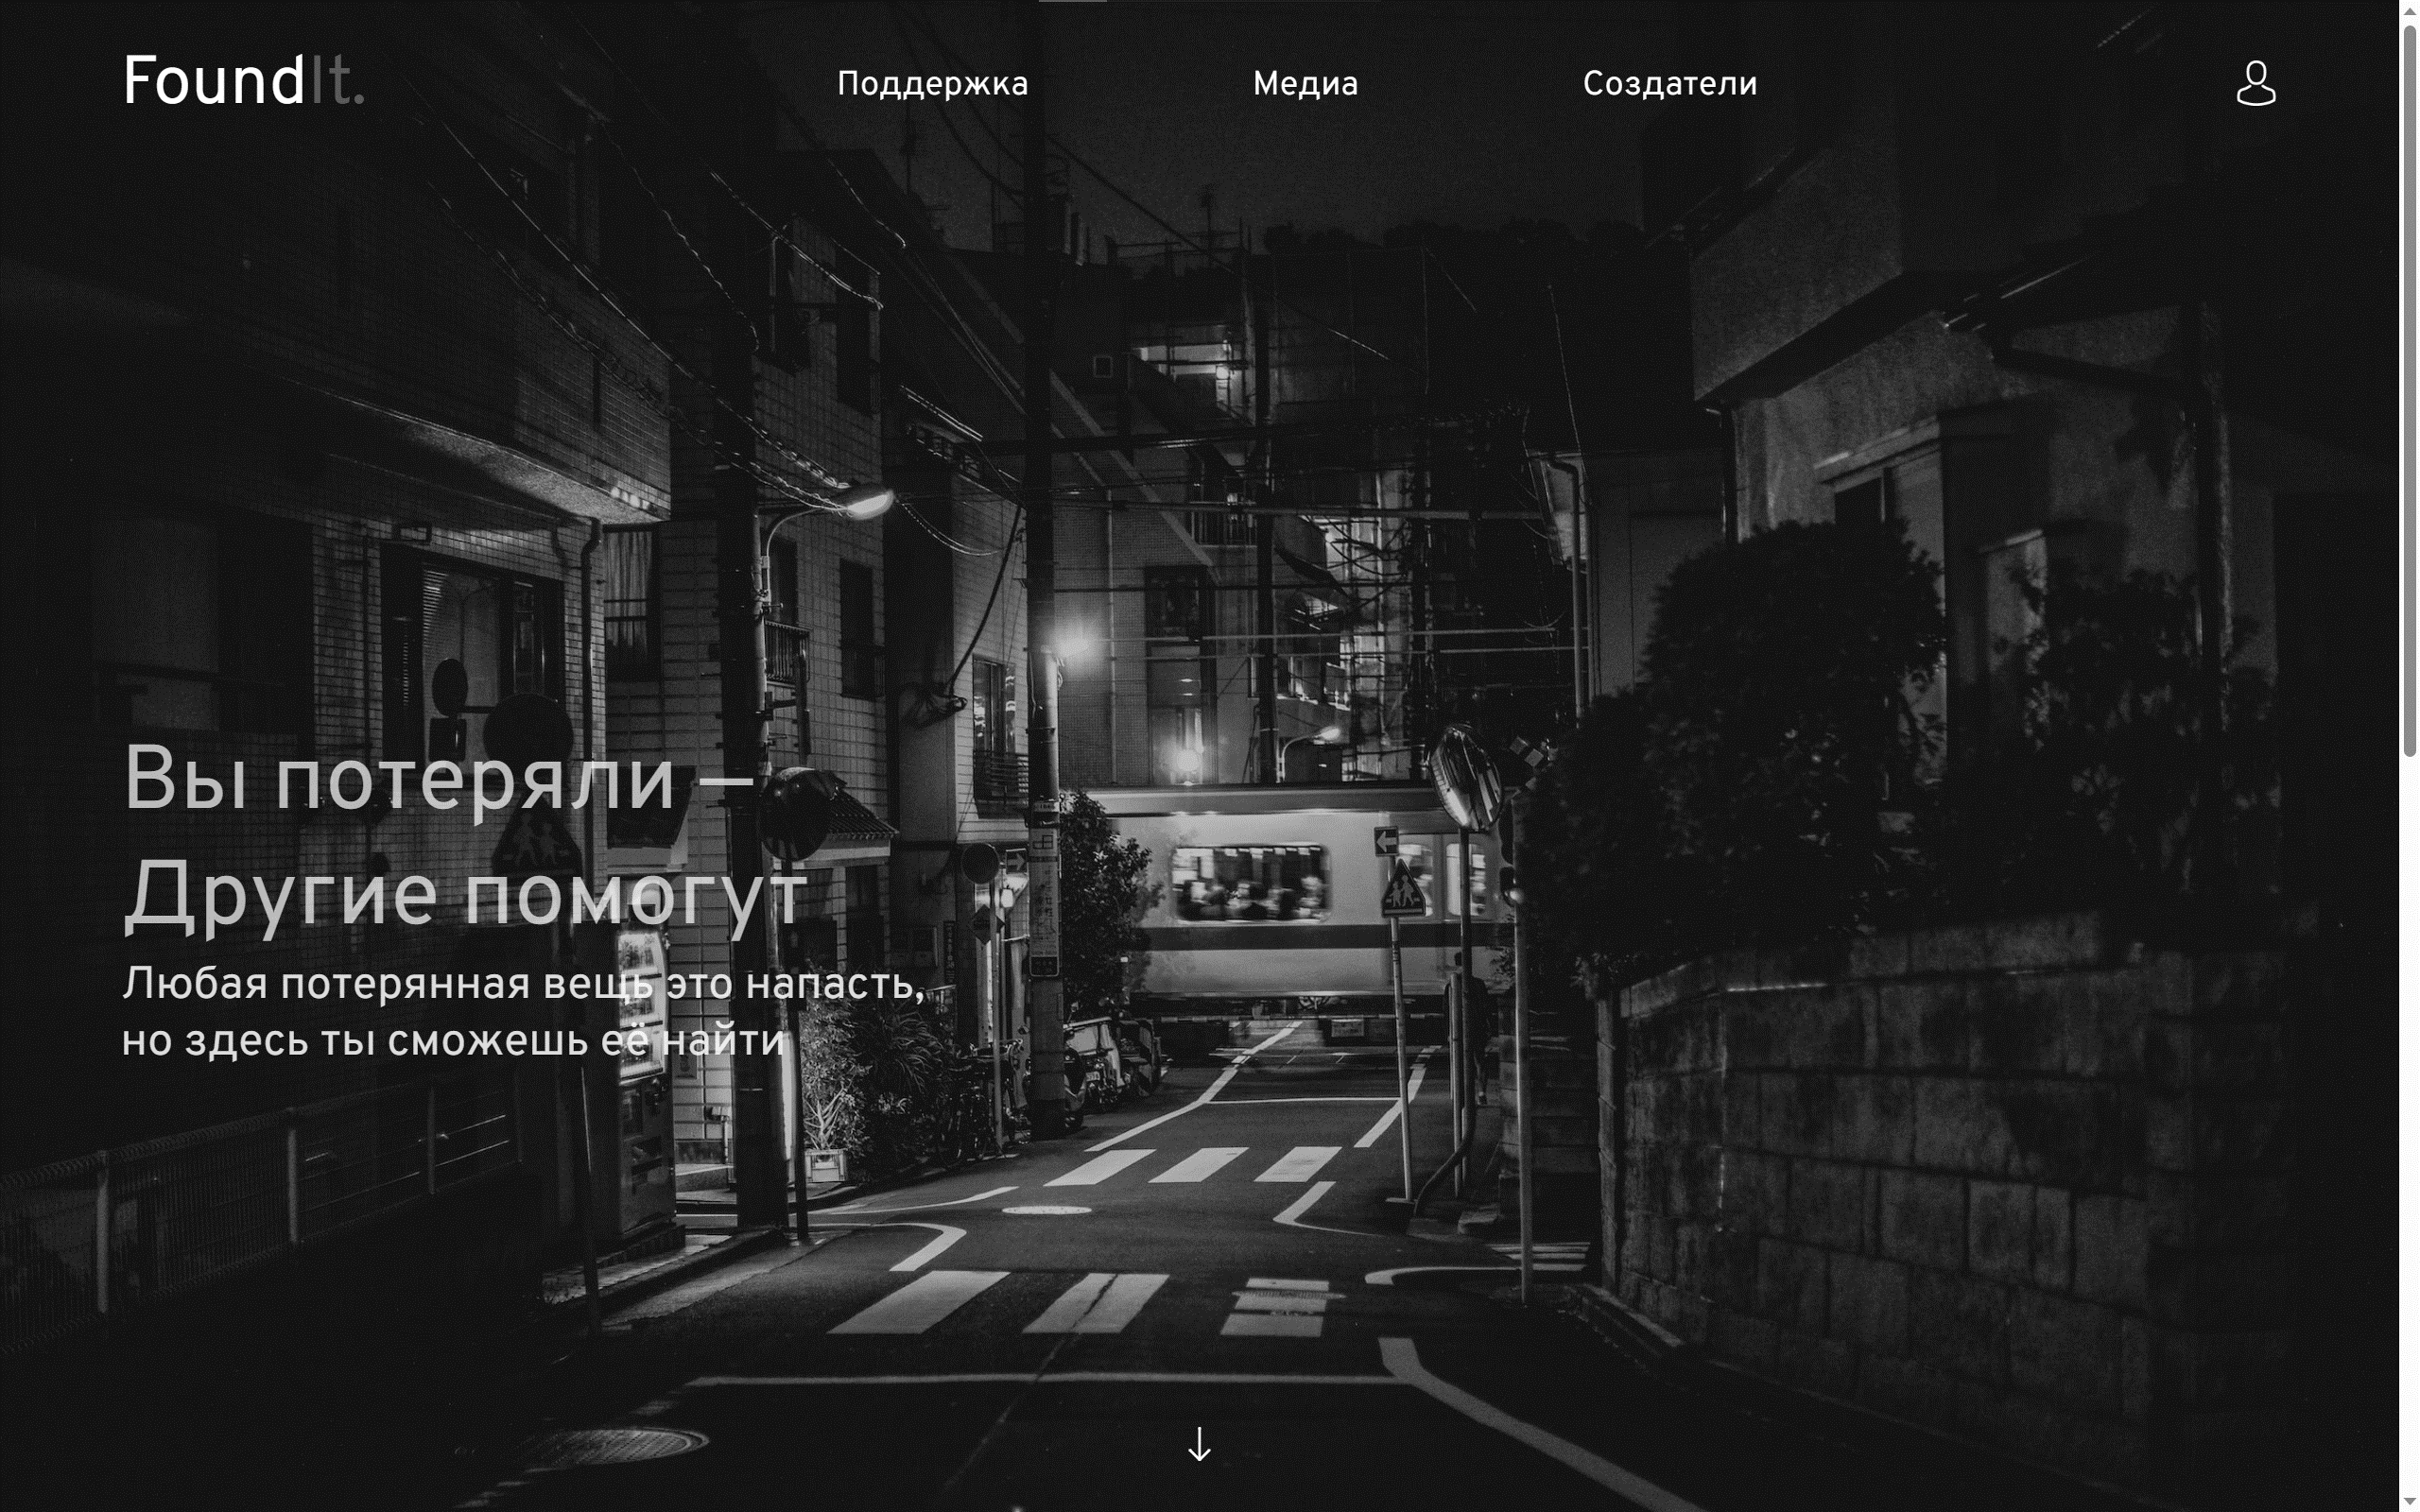 FoundIt.
Поддержка
Медиа
Создатели
Вы потеряли —
Другие помогут
Любая потерянная вещь это напасть,
но здесь ты сможешь её найти